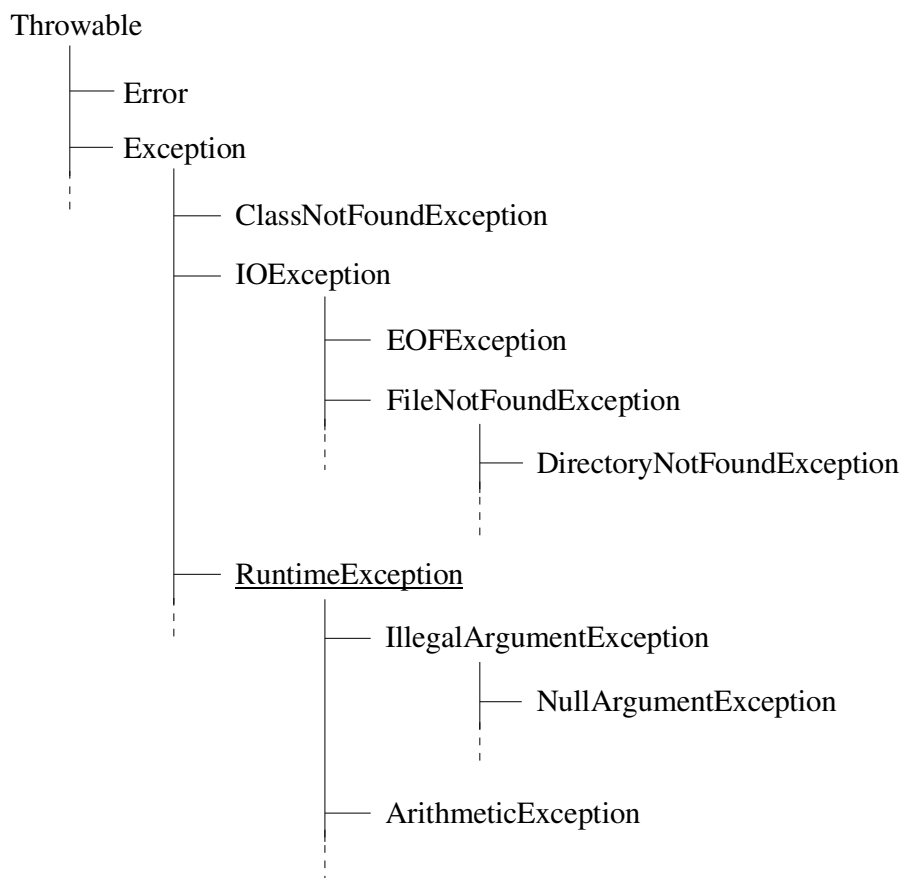 Throwable
Error
Exception
ClassNotFoundException
IOException
EOFException
FileNotFoundException
DirectoryNotFoundException
RuntimeException
IllegalArgumentException
NullArgumentException
ArithmeticException